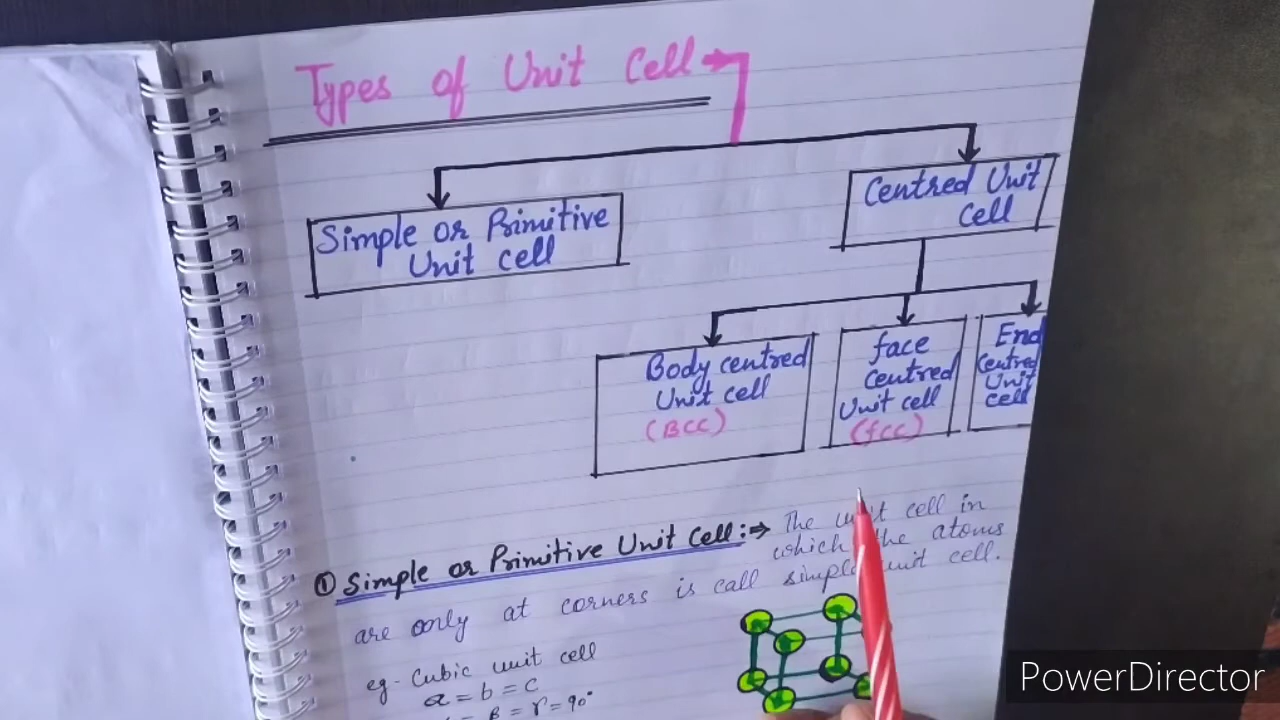 Types of Unit Cell →
Simple or Primitive
Unit cell
Centred Unit
Cell
Body centred
Unit cell
(BCC)
face
centred
Unit cell
(fcc)
End
Centred
Unit
cell
① Simple or Primitive Unit Cell:⇒ The unit cell in
which the atoms
are only at corners is call simple unit cell.
eg- Cubic unit cell
a = b = c
= β = γ = 90°
PowerDirector